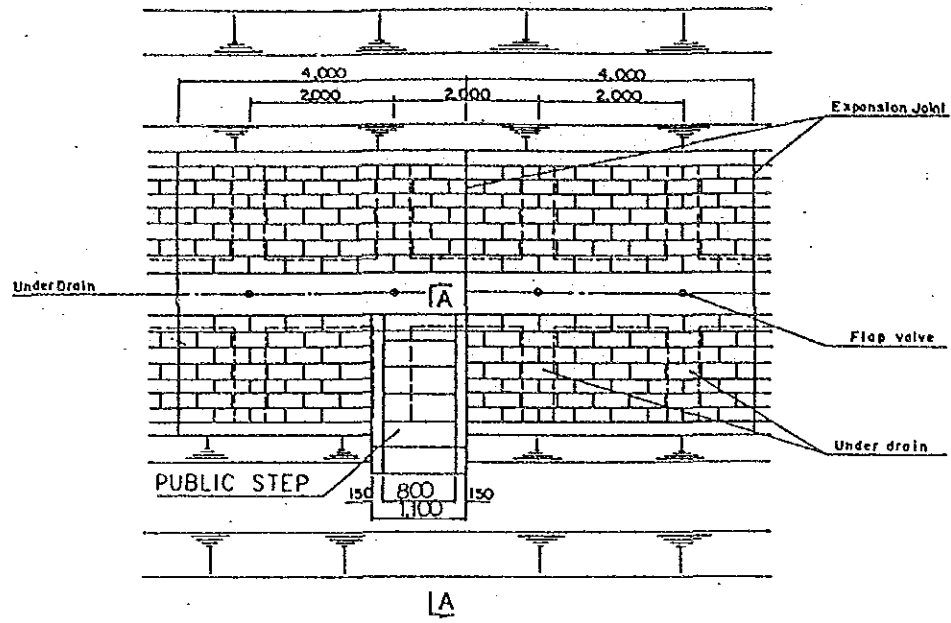 4,000 4,000
2,000 2,000 2,000
Expansion Joint
Under Drain
A
Flap valve
Under drain
PUBLIC STEP
150 800 150
1,100
A